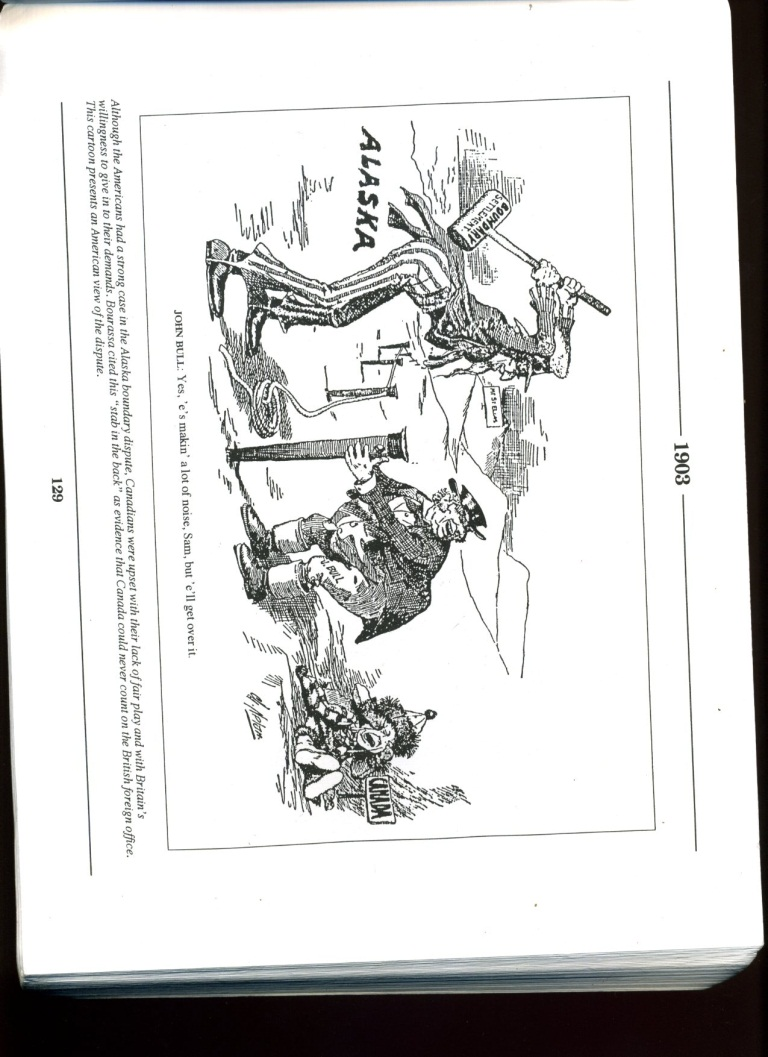 1903
BOUNDARY
SETTLEMENT
ALASKA
BULL
JOHN BULL: Yes, 'e's makin' a lot of noise, Sam, but 'e'll get over it.
Although the Americans had a strong case in the Alaska boundary dispute, Canadians were upset with their lack of fair play and with Britain's
willingness to give in to their demands. Bourassa cited this "stab in the back" as evidence that Canada could never count on the British foreign office.
This cartoon presents an American view of the dispute.
129